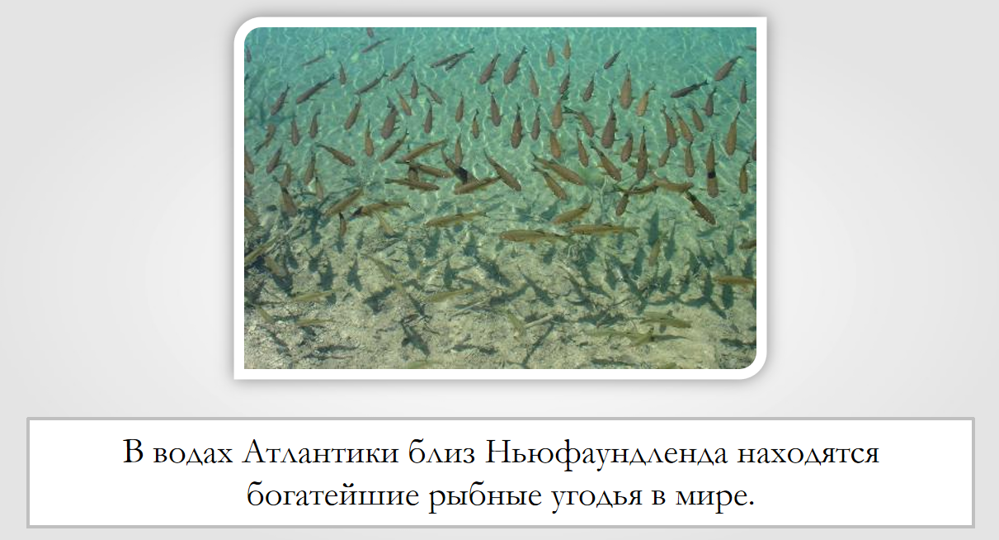 В водах Атлантики близ Ньюфаундленда находятся
богатейшие рыбные угодья в мире.